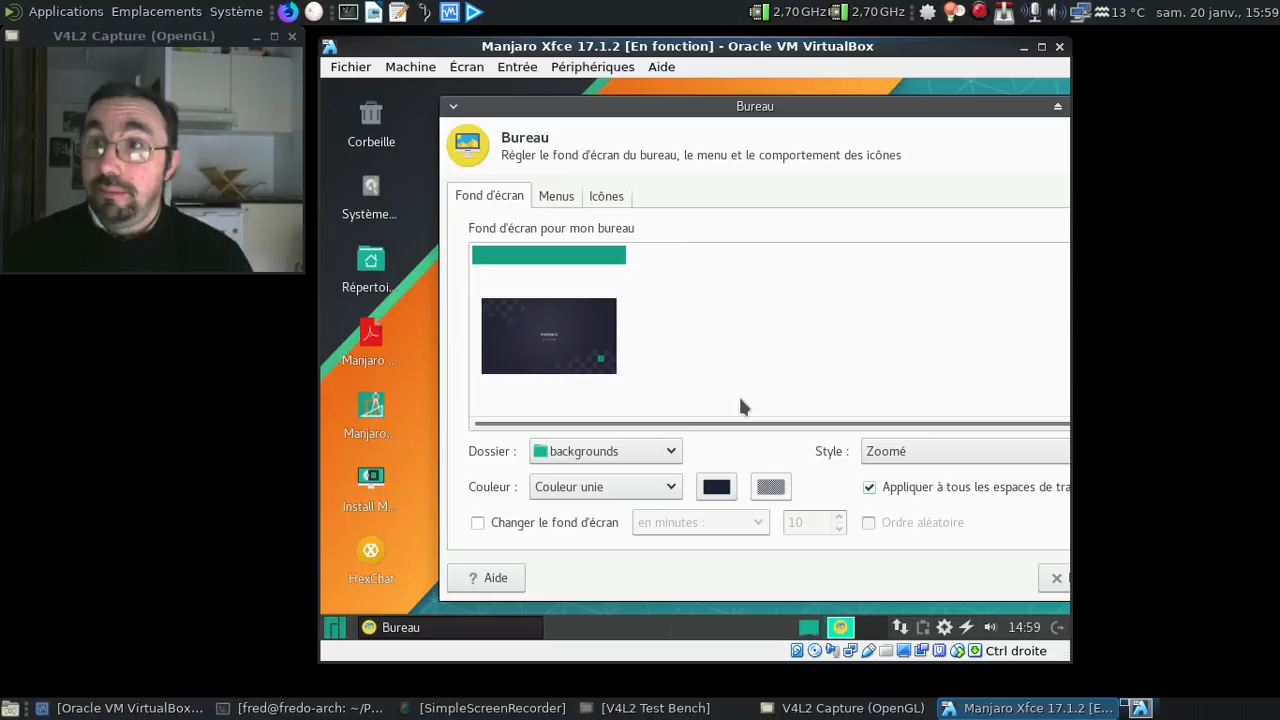 Applications Emplacements Système
2,70 GHz 2,70 GHz
13 °C sam. 20 janv., 15:59
V4L2 Capture (OpenGL)
Manjaro Xfce 17.1.2 [En fonction] - Oracle VM VirtualBox
Fichier Machine Écran Entrée Périphériques Aide
Corbeille
Système...
Répertoi...
Manjaro ...
Manjaro...
Install M...
HexChat
Bureau
Bureau
Régler le fond d'écran du bureau, le menu et le comportement des icônes
Fond d'écran Menus Icônes
Fond d'écran pour mon bureau
manjaro
Dossier : backgrounds Style : Zoomé
Couleur : Couleur unie Appliquer à tous les espaces de tra
Changer le fond d'écran en minutes : 10 Ordre aléatoire
? Aide
Bureau 14:59
Ctrl droite
[Oracle VM VirtualBox... [fred@fredo-arch: ~/P... [SimpleScreenRecorder] [V4L2 Test Bench] V4L2 Capture (OpenGL) Manjaro Xfce 17.1.2 [E...